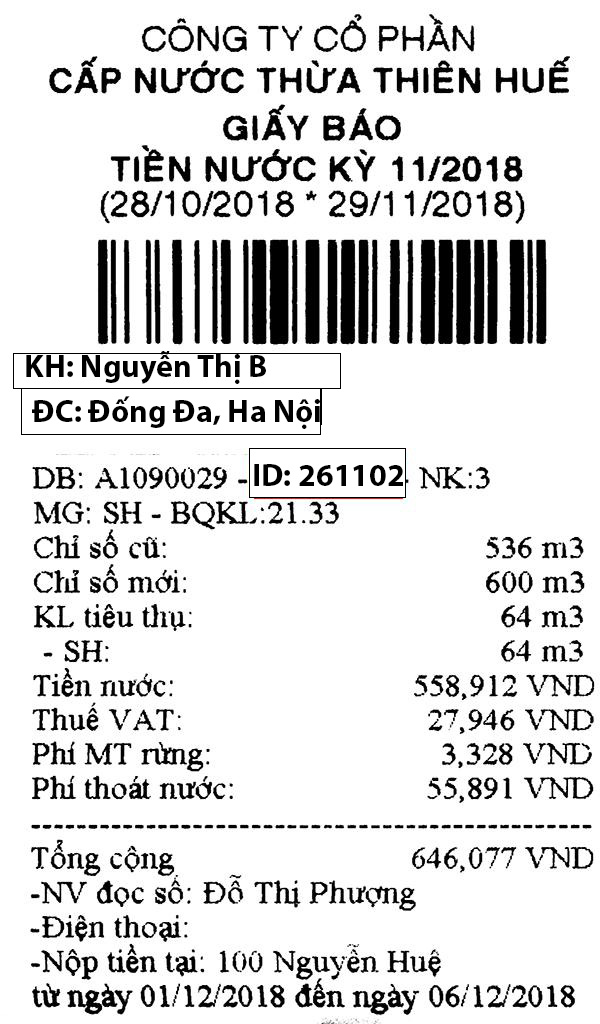 CÔNG TY CỔ PHẦN
CẤP NƯỚC THỪA THIÊN HUẾ
GIẤY BÁO
TIỀN NƯỚC KỲ 11/2018
(28/10/2018 * 29/11/2018)
KH: Nguyễn Thị B
ĐC: Đống Đa, Ha Nội
DB: A1090029 - ID: 261102 - NK:3
MG: SH - BQKL:21.33
Chỉ số cũ: 536 m3
Chỉ số mới: 600 m3
KL tiêu thụ: 64 m3
- SH: 64 m3
Tiền nước: 558,912 VND
Thuế VAT: 27,946 VND
Phí MT rừng: 3,328 VND
Phí thoát nước: 55,891 VND
Tổng cộng 646,077 VND
-NV đọc số: Đỗ Thị Phượng
-Điện thoại:
-Nộp tiền tại: 100 Nguyễn Huệ
từ ngày 01/12/2018 đến ngày 06/12/2018